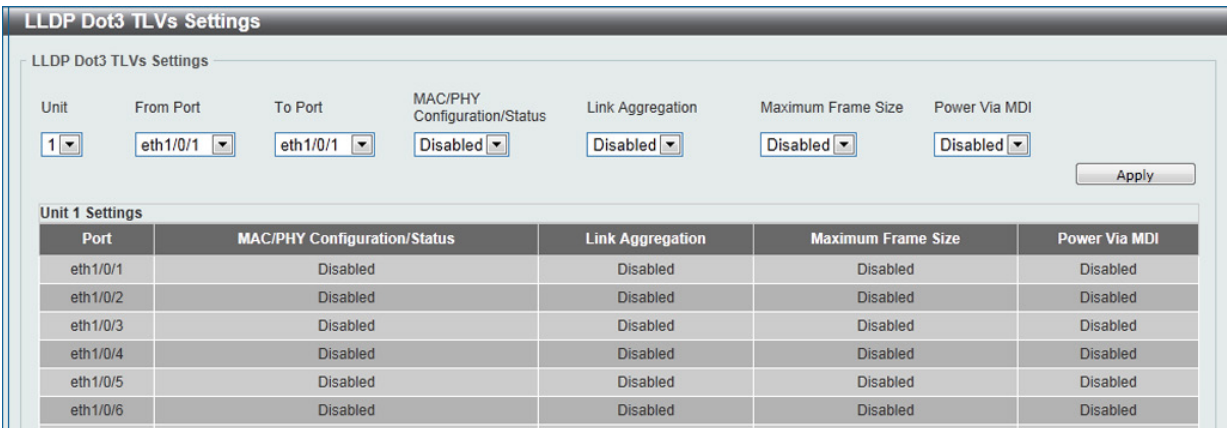 LLDP Dot3 TLVs Settings
LLDP Dot3 TLVs Settings
Unit From Port To Port MAC/PHY Configuration/Status Link Aggregation Maximum Frame Size Power Via MDI
1 eth1/0/1 eth1/0/1 Disabled Disabled Disabled Disabled
Apply
Unit 1 Settings
Port MAC/PHY Configuration/Status Link Aggregation Maximum Frame Size Power Via MDI
eth1/0/1 Disabled Disabled Disabled Disabled
eth1/0/2 Disabled Disabled Disabled Disabled
eth1/0/3 Disabled Disabled Disabled Disabled
eth1/0/4 Disabled Disabled Disabled Disabled
eth1/0/5 Disabled Disabled Disabled Disabled
eth1/0/6 Disabled Disabled Disabled Disabled